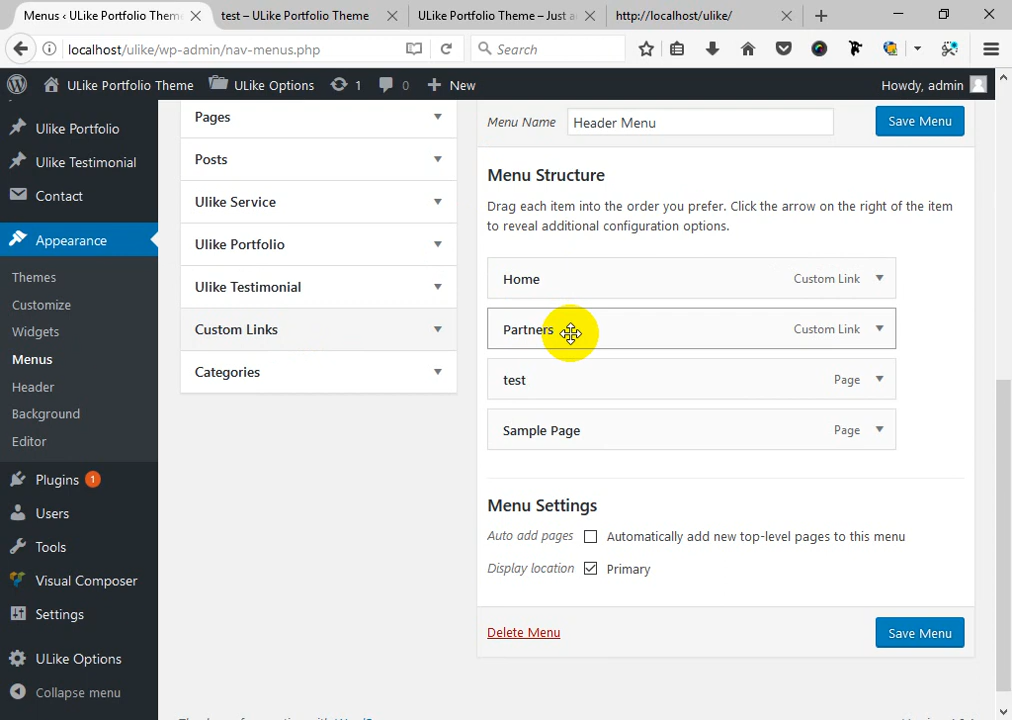 Menus ‹ ULike Portfolio Theme
test – ULike Portfolio Theme
ULike Portfolio Theme – Just a
http://localhost/ulike/
localhost/ulike/wp-admin/nav-menus.php
Search
ULike Portfolio Theme
ULike Options
1
0
New
Howdy, admin
Ulike Portfolio
Ulike Testimonial
Contact
Appearance
Themes
Customize
Widgets
Menus
Header
Background
Editor
Plugins 1
Users
Tools
Visual Composer
Settings
ULike Options
Collapse menu
Pages
Posts
Ulike Service
Ulike Portfolio
Ulike Testimonial
Custom Links
Categories
Menu Name
Header Menu
Save Menu
Menu Structure
Drag each item into the order you prefer. Click the arrow on the right of the item
to reveal additional configuration options.
Home Custom Link
Partners Custom Link
test Page
Sample Page Page
Menu Settings
Auto add pages Automatically add new top-level pages to this menu
Display location Primary
Delete Menu
Save Menu